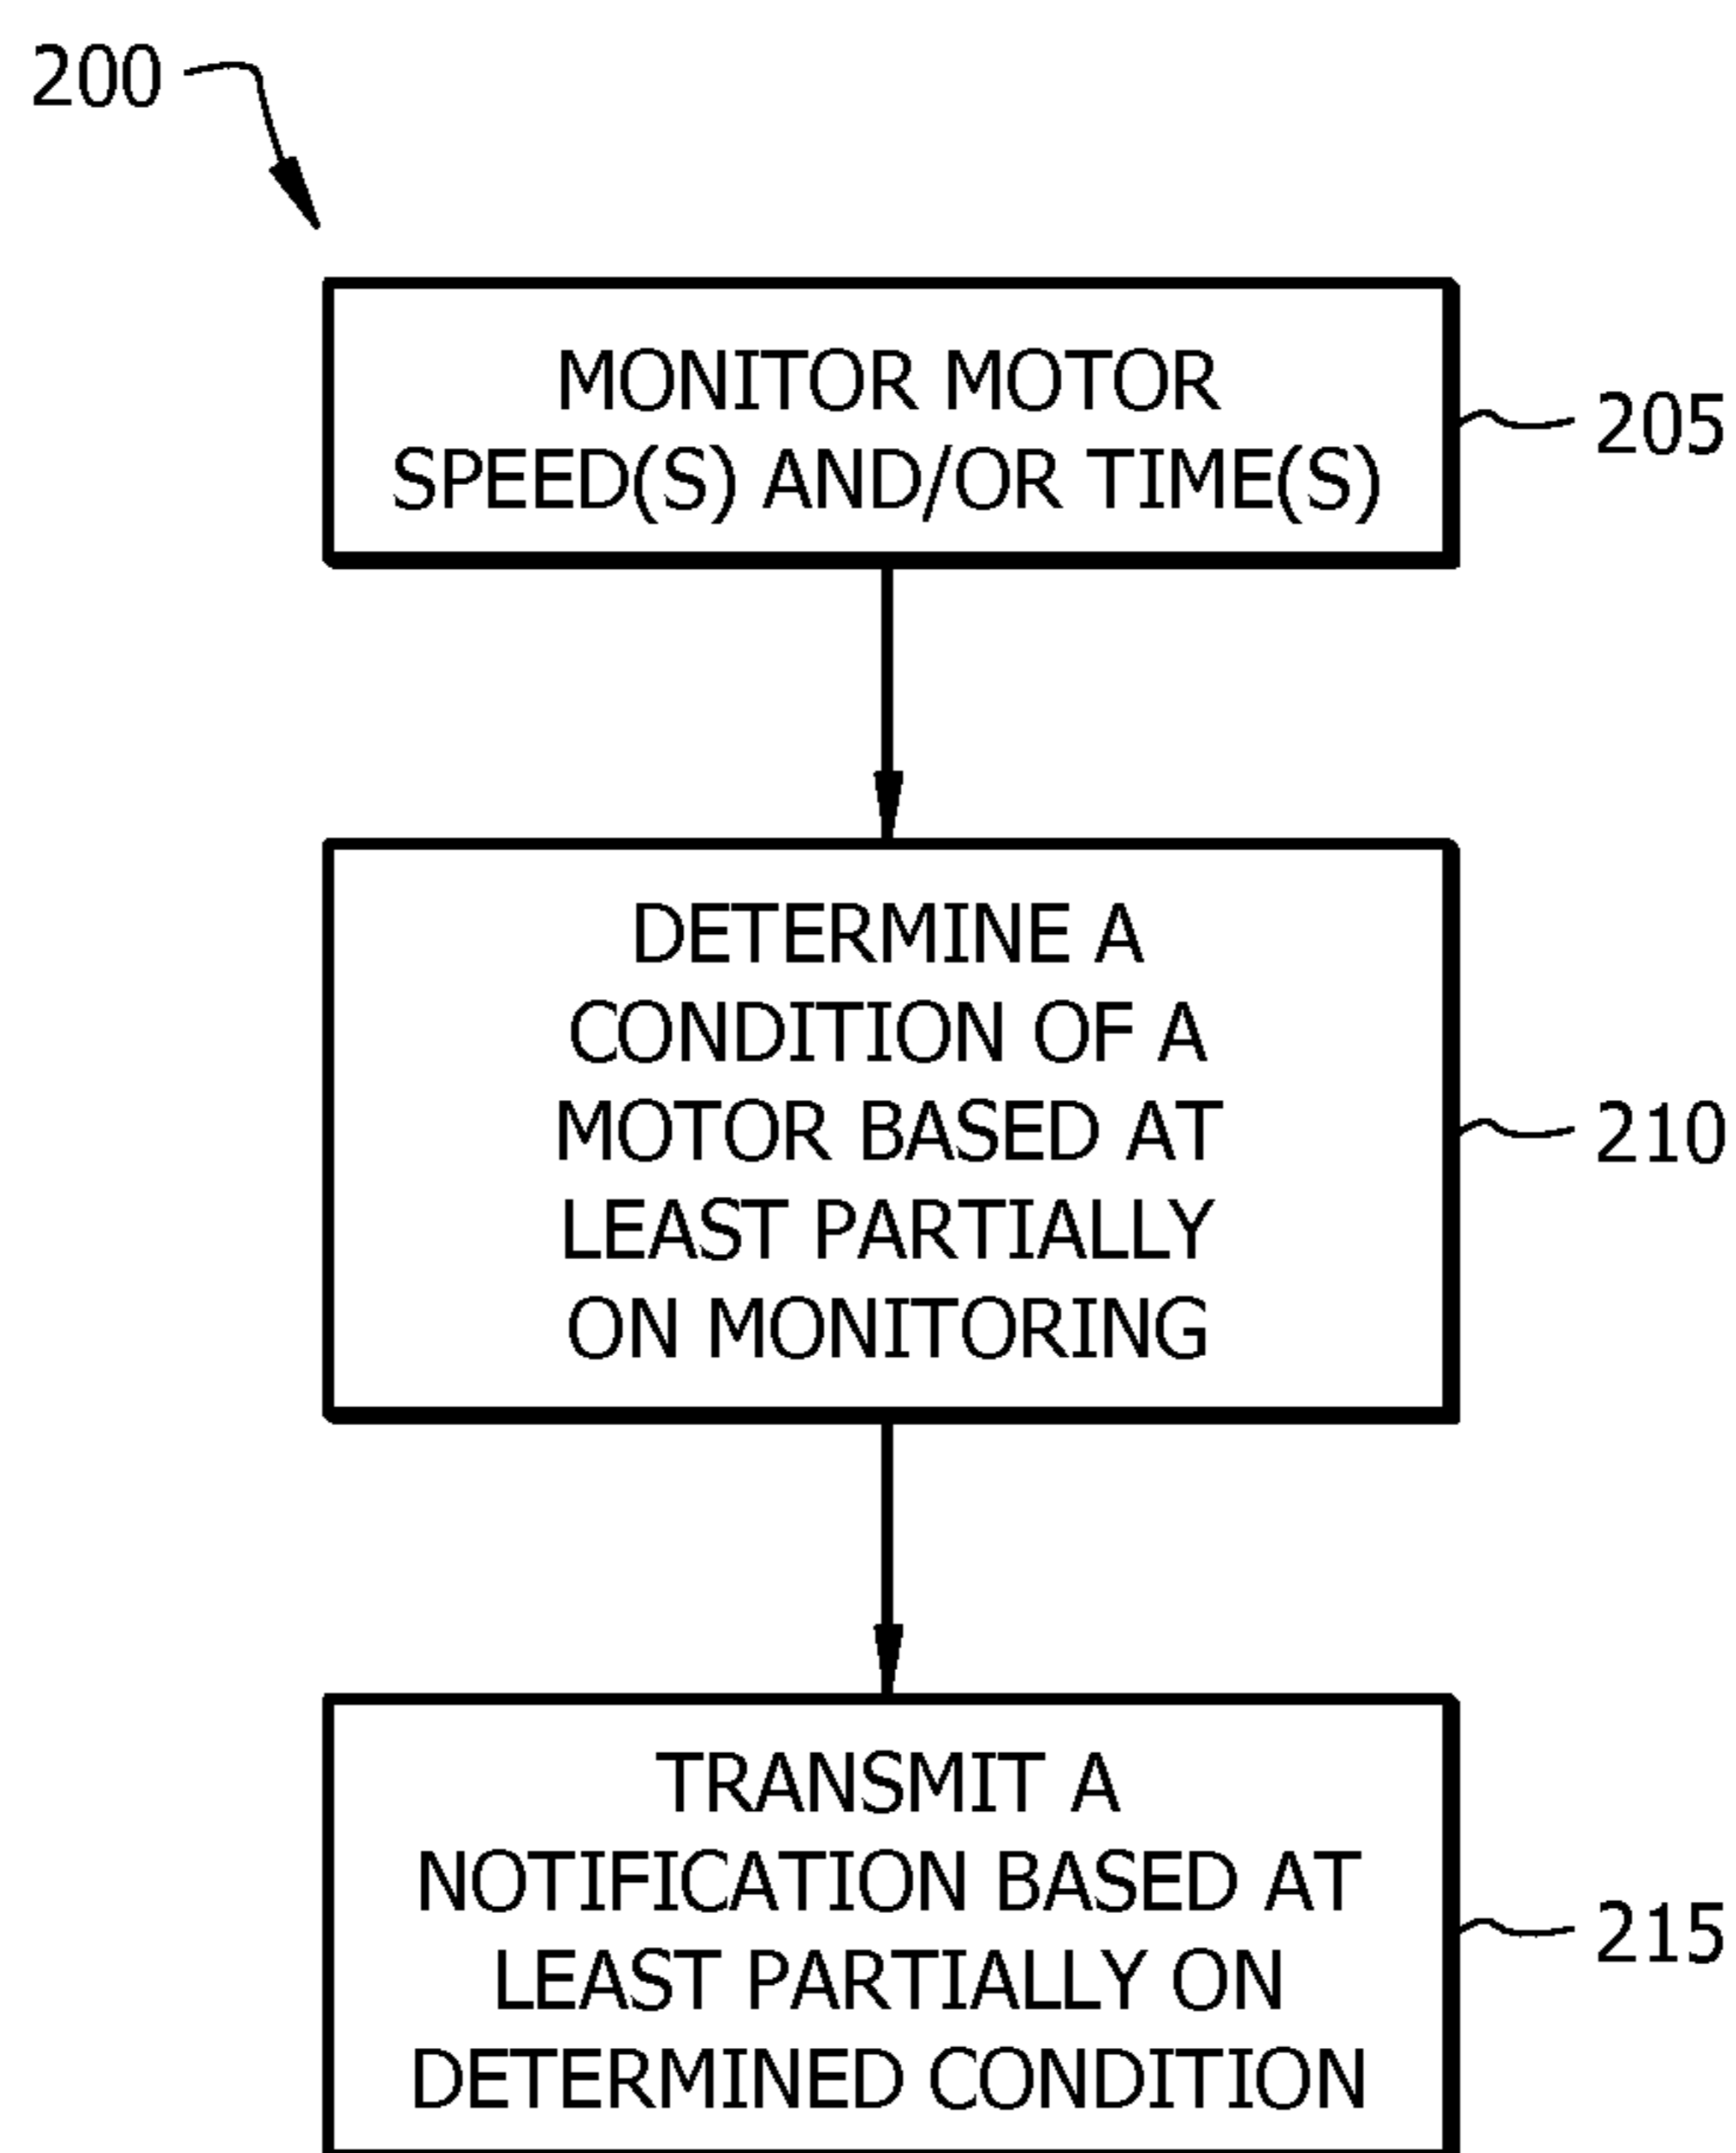 200
MONITOR MOTOR
SPEED(S) AND/OR TIME(S)
205
DETERMINE A
CONDITION OF A
MOTOR BASED AT
LEAST PARTIALLY
ON MONITORING
210
TRANSMIT A
NOTIFICATION BASED AT
LEAST PARTIALLY ON
DETERMINED CONDITION
215